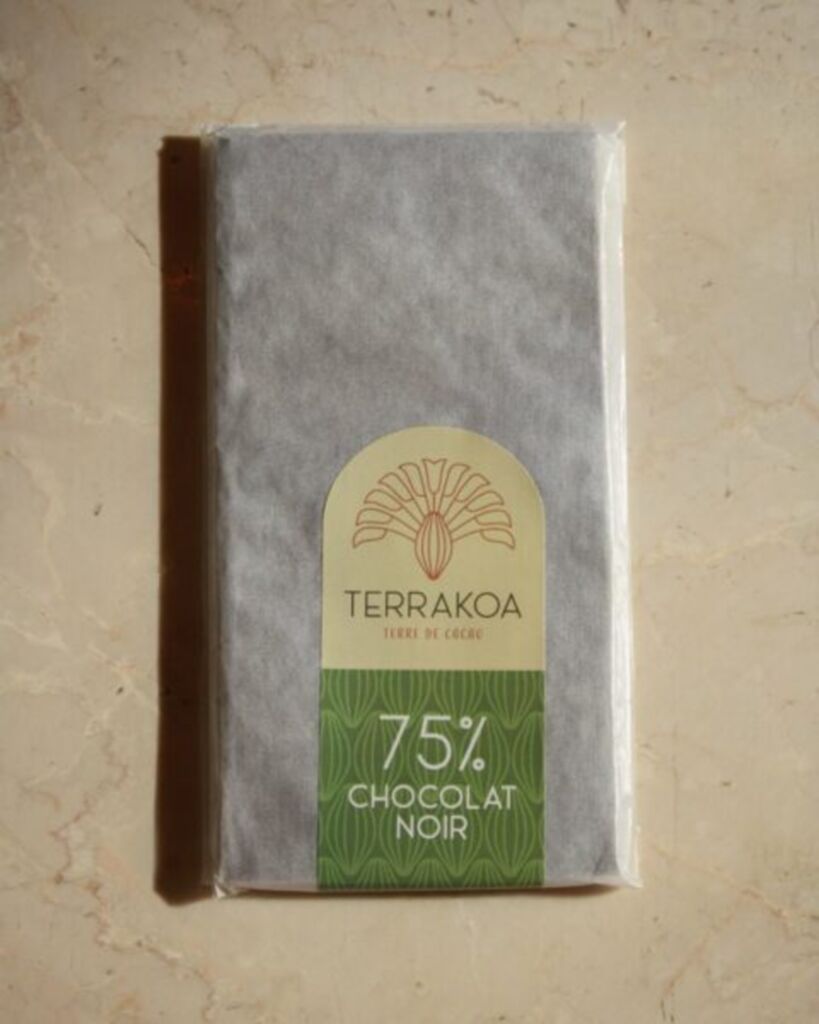 TERRAKOA
TERRE DE CACAO
75%
CHOCOLAT
NOIR